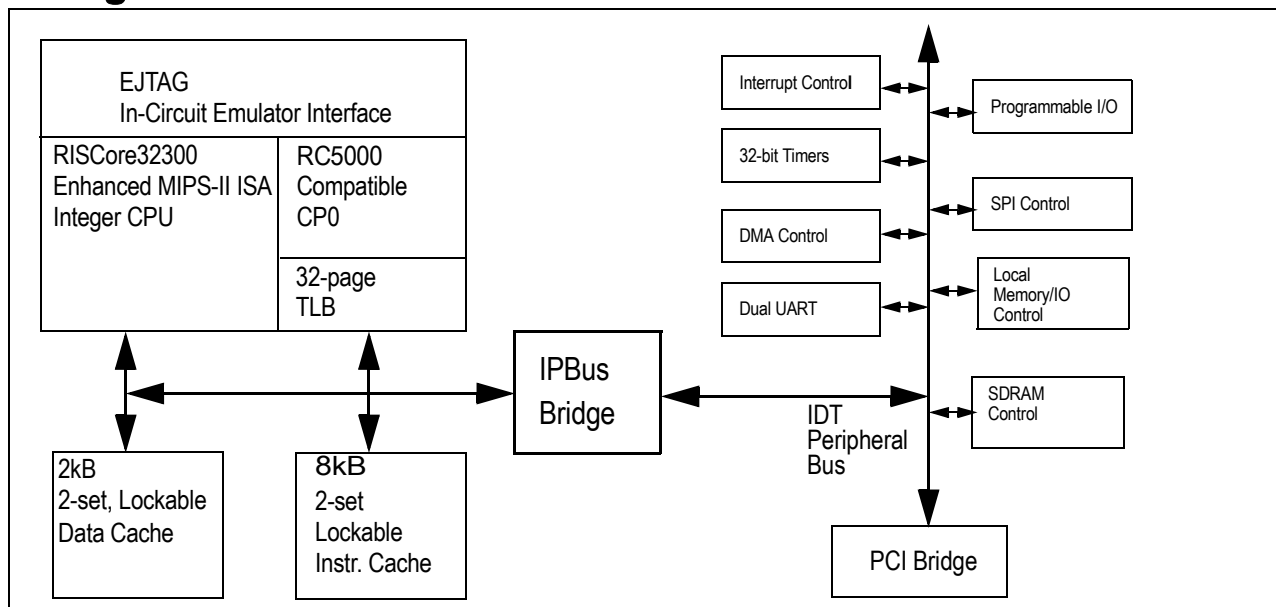 EJTAG
In-Circuit Emulator Interface
RISCore32300
Enhanced MIPS-II ISA
Integer CPU
RC5000
Compatible
CP0
32-page
TLB
2kB
2-set, Lockable
Data Cache
8kB
2-set
Lockable
Instr. Cache
IPBus
Bridge
IDT
Peripheral
Bus
Interrupt Control
32-bit Timers
DMA Control
Dual UART
Programmable I/O
SPI Control
Local
Memory/IO
Control
SDRAM
Control
PCI Bridge